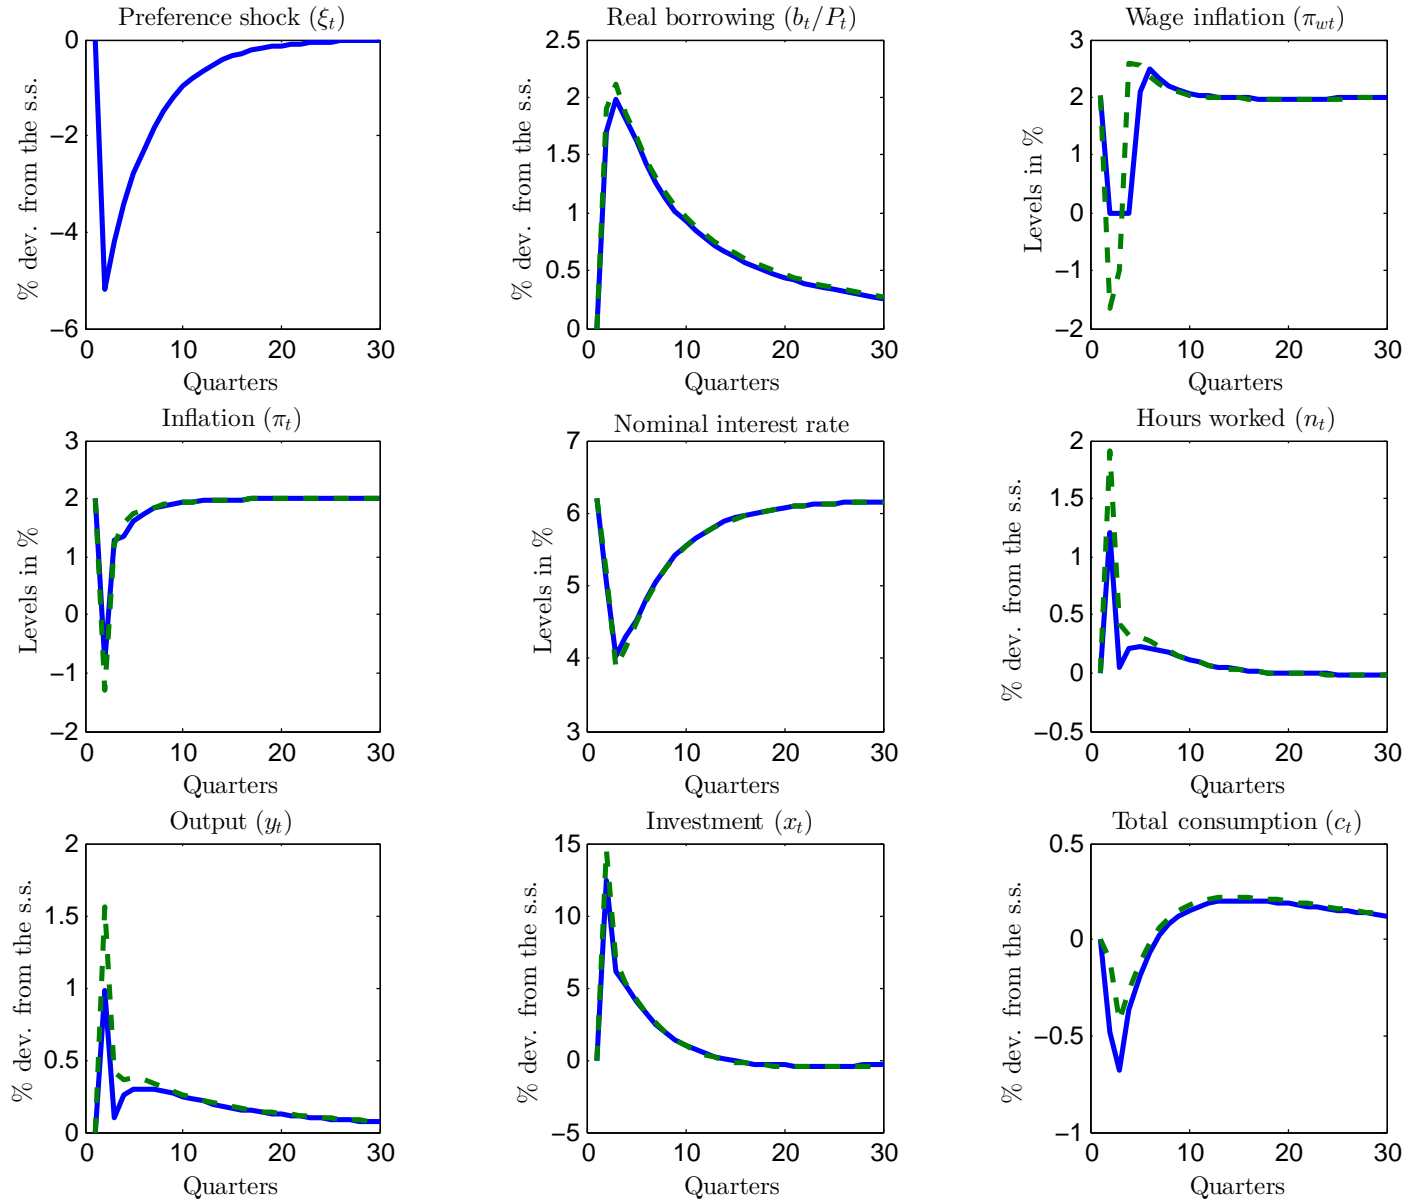 Preference shock (ξt)
0
−2
−4
−6
% dev. from the s.s.
0 10 20 30
Quarters
Real borrowing (bt/Pt)
2.5
2
1.5
1
0.5
0
% dev. from the s.s.
0 10 20 30
Quarters
Wage inflation (πwt)
3
2
1
0
−1
−2
Levels in %
0 10 20 30
Quarters
Inflation (πt)
3
2
1
0
−1
−2
Levels in %
0 10 20 30
Quarters
Nominal interest rate
7
6
5
4
3
Levels in %
0 10 20 30
Quarters
Hours worked (nt)
2
1.5
1
0.5
0
−0.5
% dev. from the s.s.
0 10 20 30
Quarters
Output (yt)
2
1.5
1
0.5
0
% dev. from the s.s.
0 10 20 30
Quarters
Investment (xt)
15
10
5
0
−5
% dev. from the s.s.
0 10 20 30
Quarters
Total consumption (ct)
0.5
0
−0.5
−1
% dev. from the s.s.
0 10 20 30
Quarters